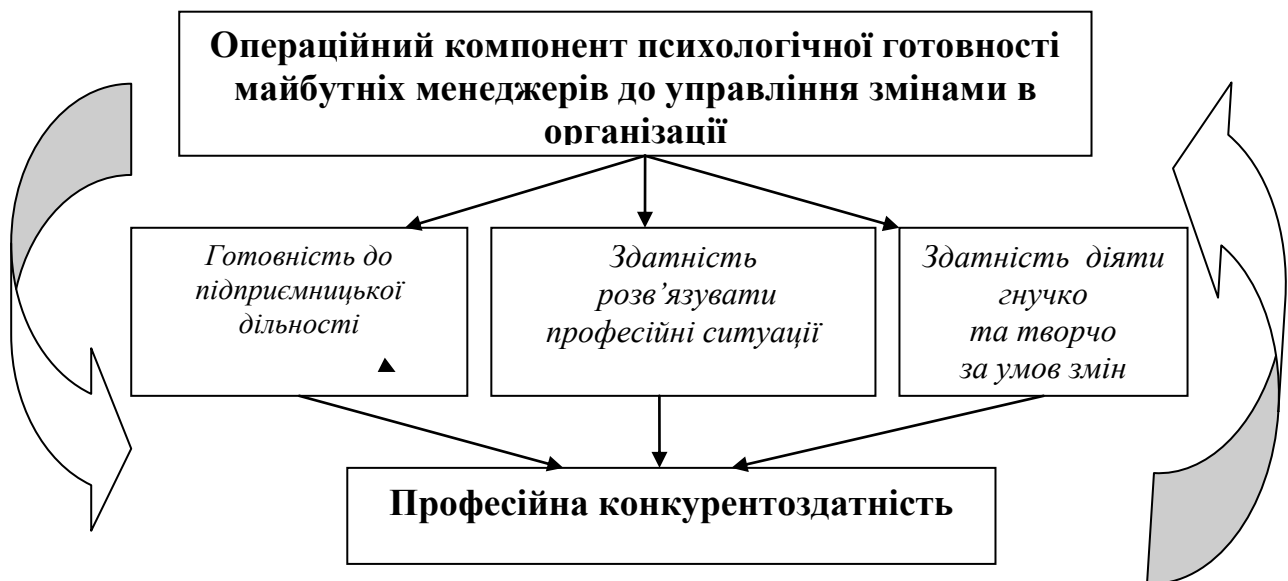 Операційний компонент психологічної готовності
майбутніх менеджерів до управління змінами в
організації
Готовність до
підприємницької
дільності
Здатність
розв’язувати
професійні ситуації
Здатність діяти
гнучко
та творчо
за умов змін
Професійна конкурентоздатність